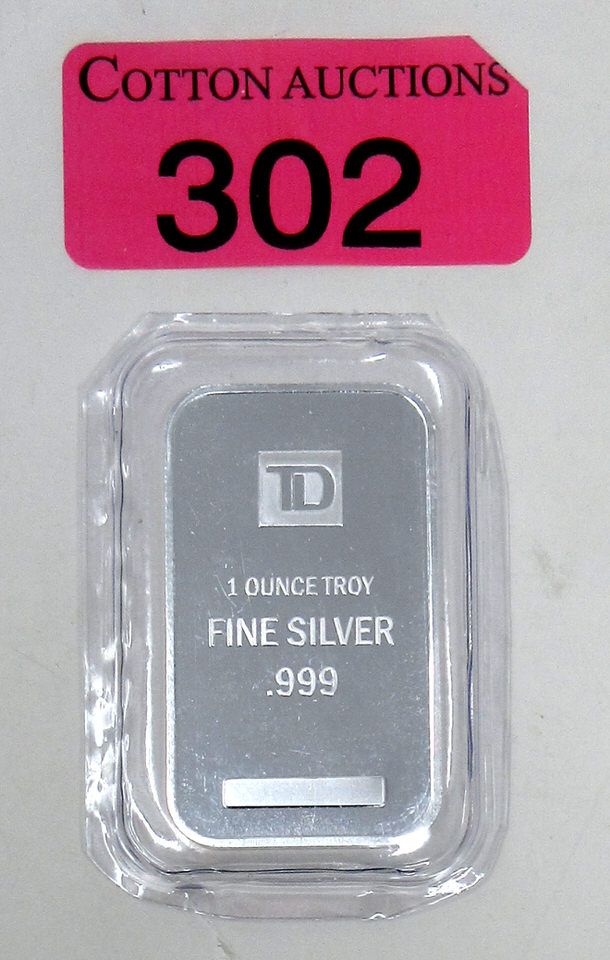 COTTON AUCTIONS
302
TD
1 OUNCE TROY
FINE SILVER
.999